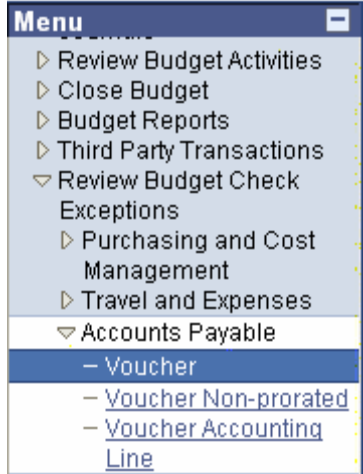 Menu
Review Budget Activities
Close Budget
Budget Reports
Third Party Transactions
Review Budget Check
Exceptions
Purchasing and Cost
Management
Travel and Expenses
Accounts Payable
– Voucher
– Voucher Non-prorated
– Voucher Accounting
Line